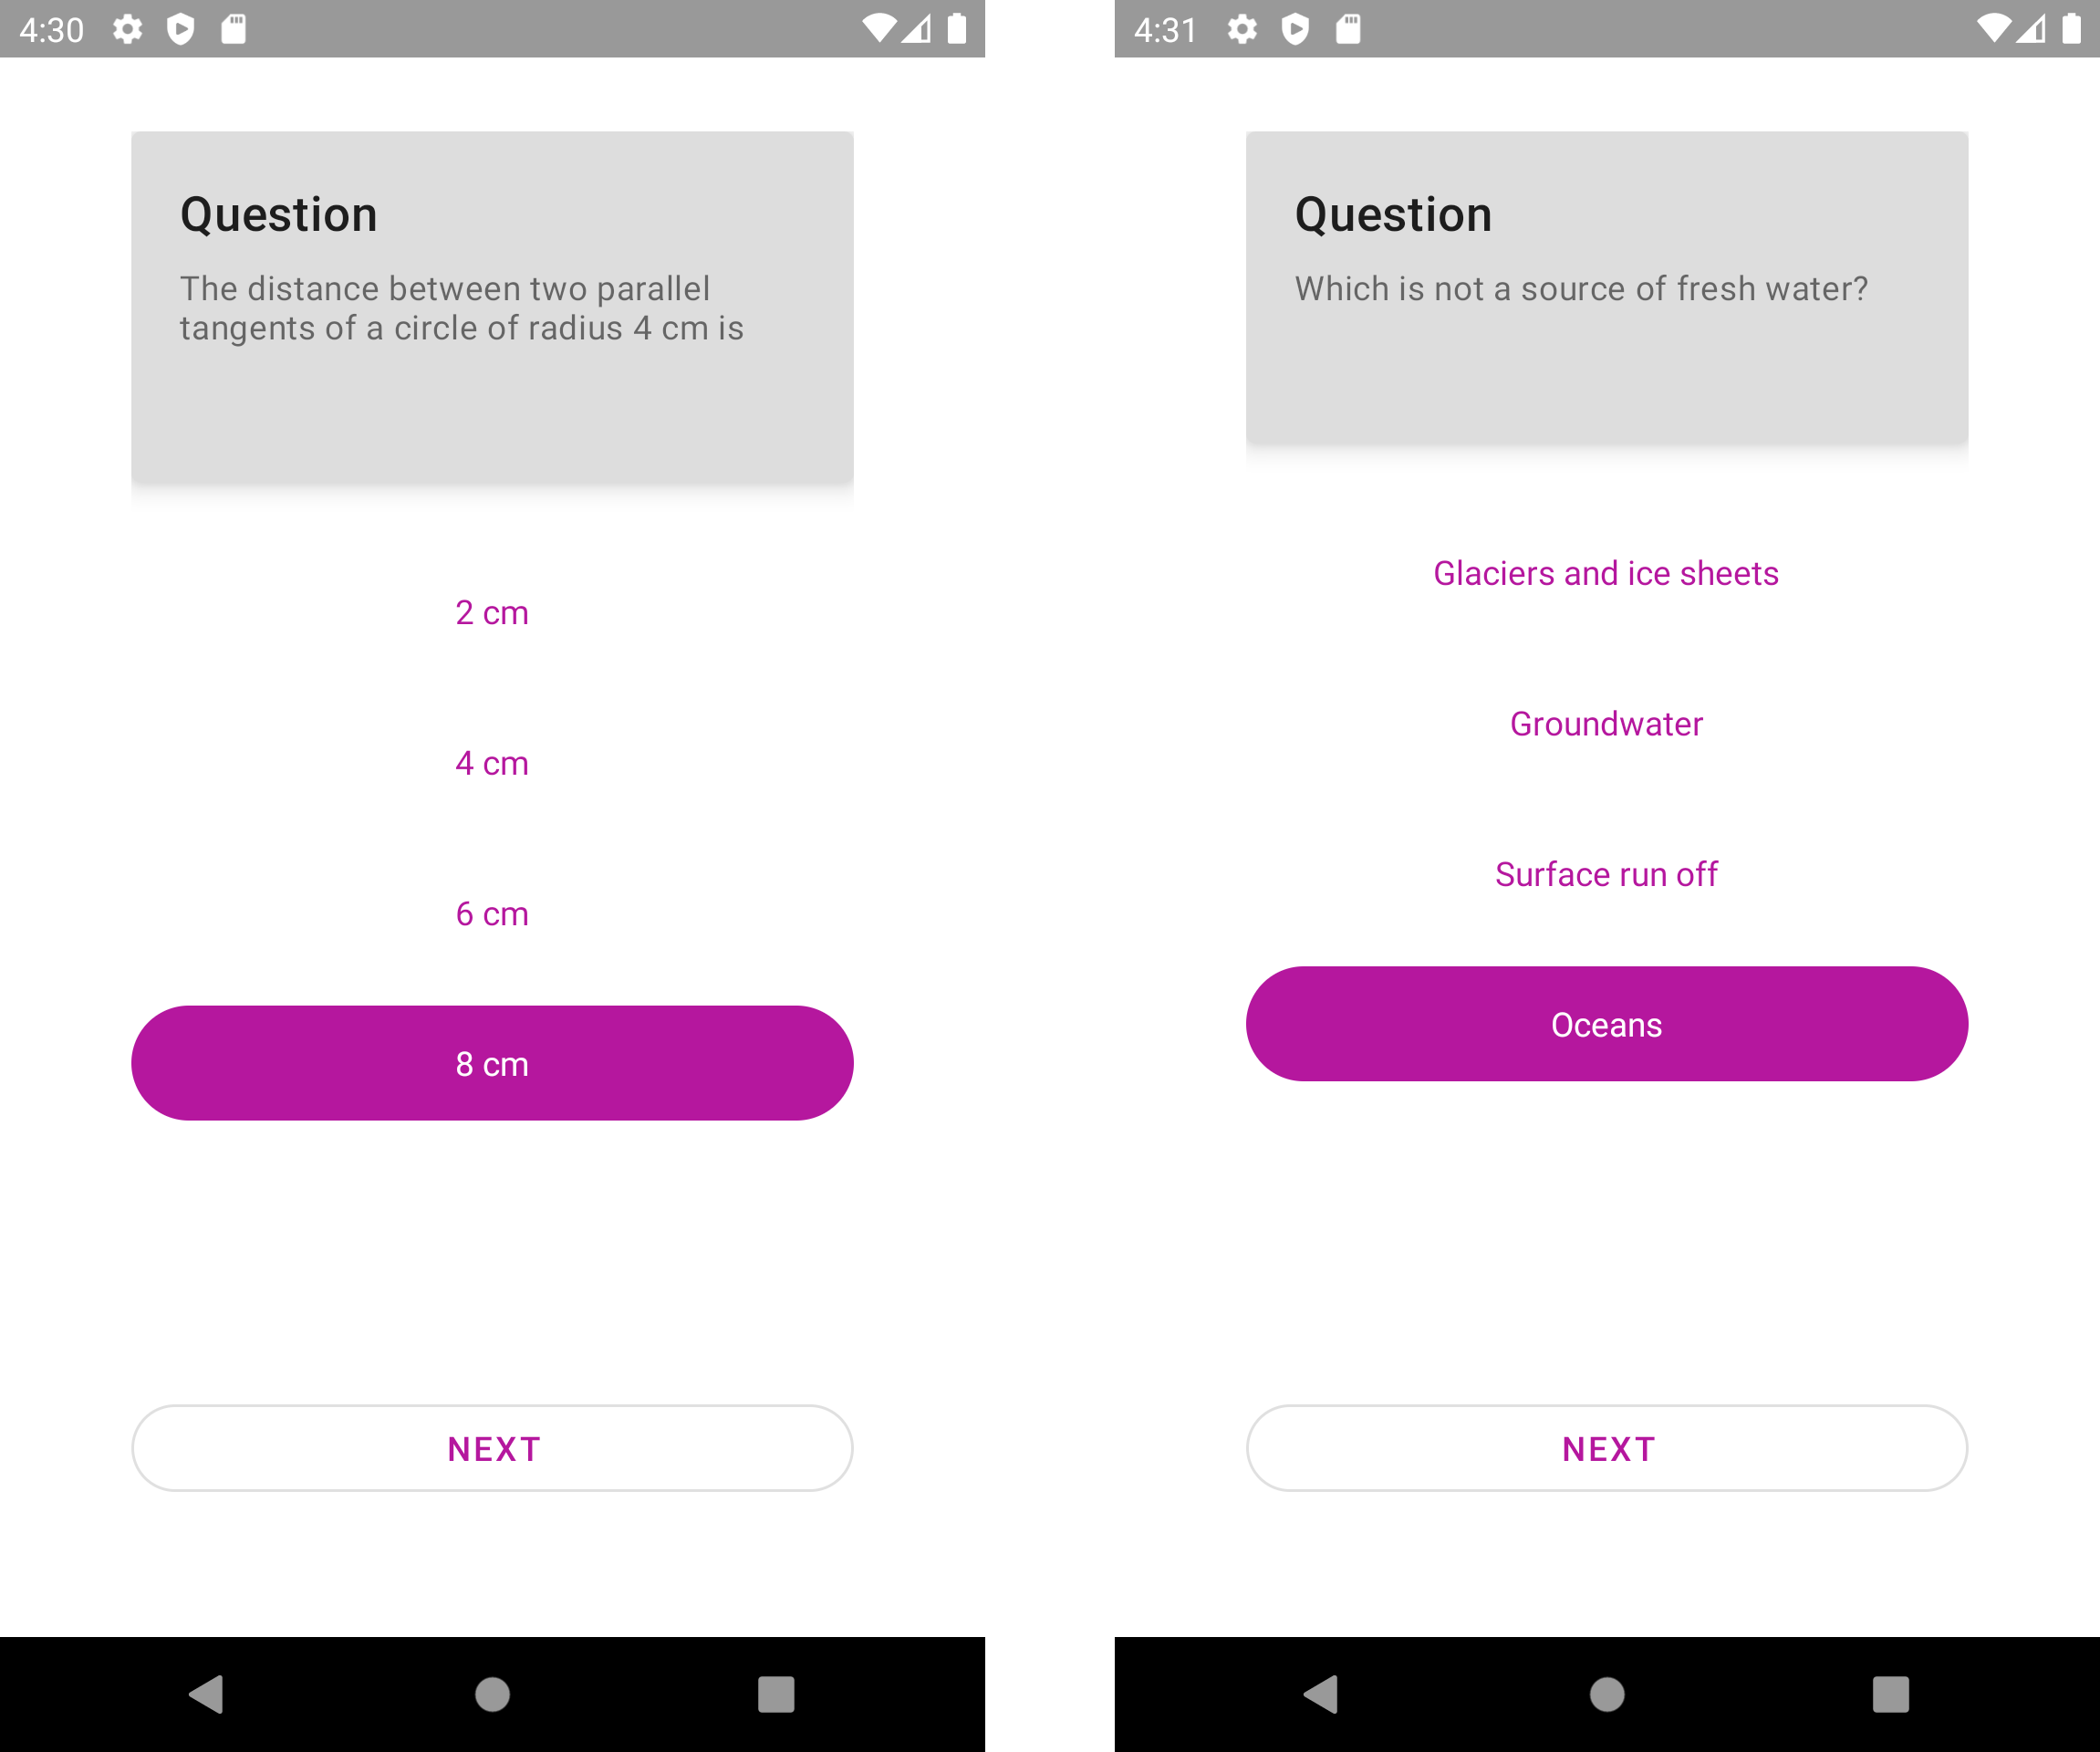 4:30
Question
The distance between two parallel
tangents of a circle of radius 4 cm is
2 cm
4 cm
6 cm
8 cm
NEXT
4:31
Question
Which is not a source of fresh water?
Glaciers and ice sheets
Groundwater
Surface run off
Oceans
NEXT